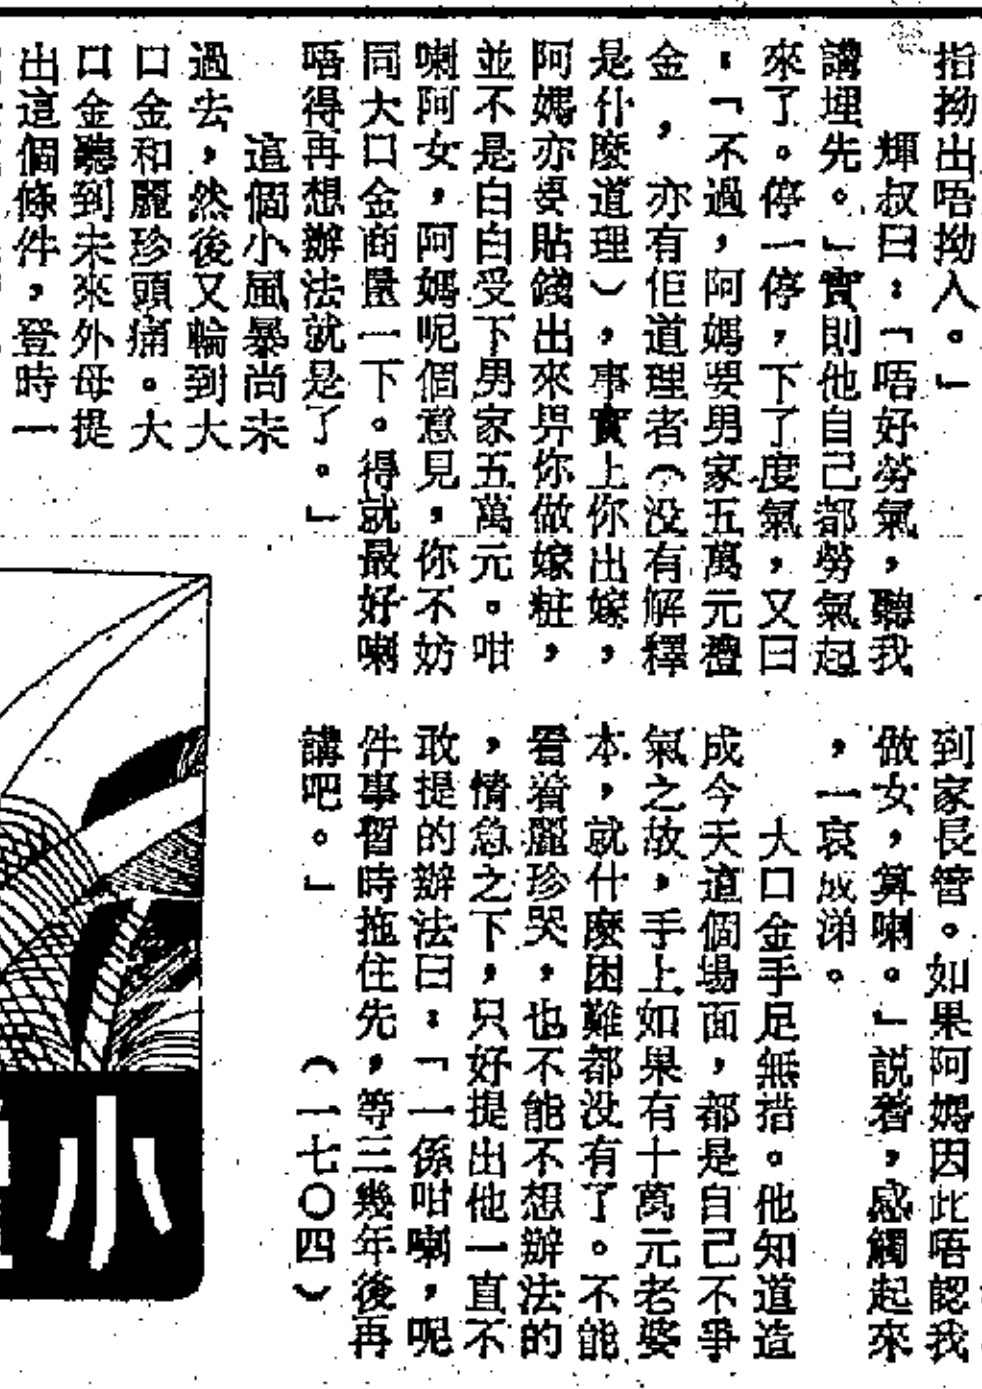 指拗出唔拗入。」
輝叔曰：「唔好勞氣，聽我
講埋先。」實則他自己都勞氣起
來了。停一停，下了度氣，又曰
：「不過，阿媽要男家五萬元禮
金，亦有佢道理者（没有解釋
是什麼道理），事實上你出嫁，
阿媽亦要貼錢出來畀你做嫁粧，
並不是白白受下男家五萬元。咁
喇阿女，阿媽呢個意見，你不妨
同大口金商量一下。得就最好喇
唔得再想辦法就是了。」
這個小風暴尚未
過去，然後又輪到大
口金和麗珍頭痛。大
口金聽到未來外母提
出這個條件，登時一
到家長管。如果阿媽因此唔認我
做女，算喇。」説着，感觸起來
，一哀成涕。
大口金手足無措。他知道造
成今天這個場面，都是自己不爭
氣之故，手上如果有十萬元老婆
本，就什麼困難都没有了。不能
看着麗珍哭，也不能不想辦法的
，情急之下，只好提出他一直不
敢提的辦法曰：「一係咁喇，呢
件事暫時拖住先，等三幾年後再
講吧。」（一七〇四）
小